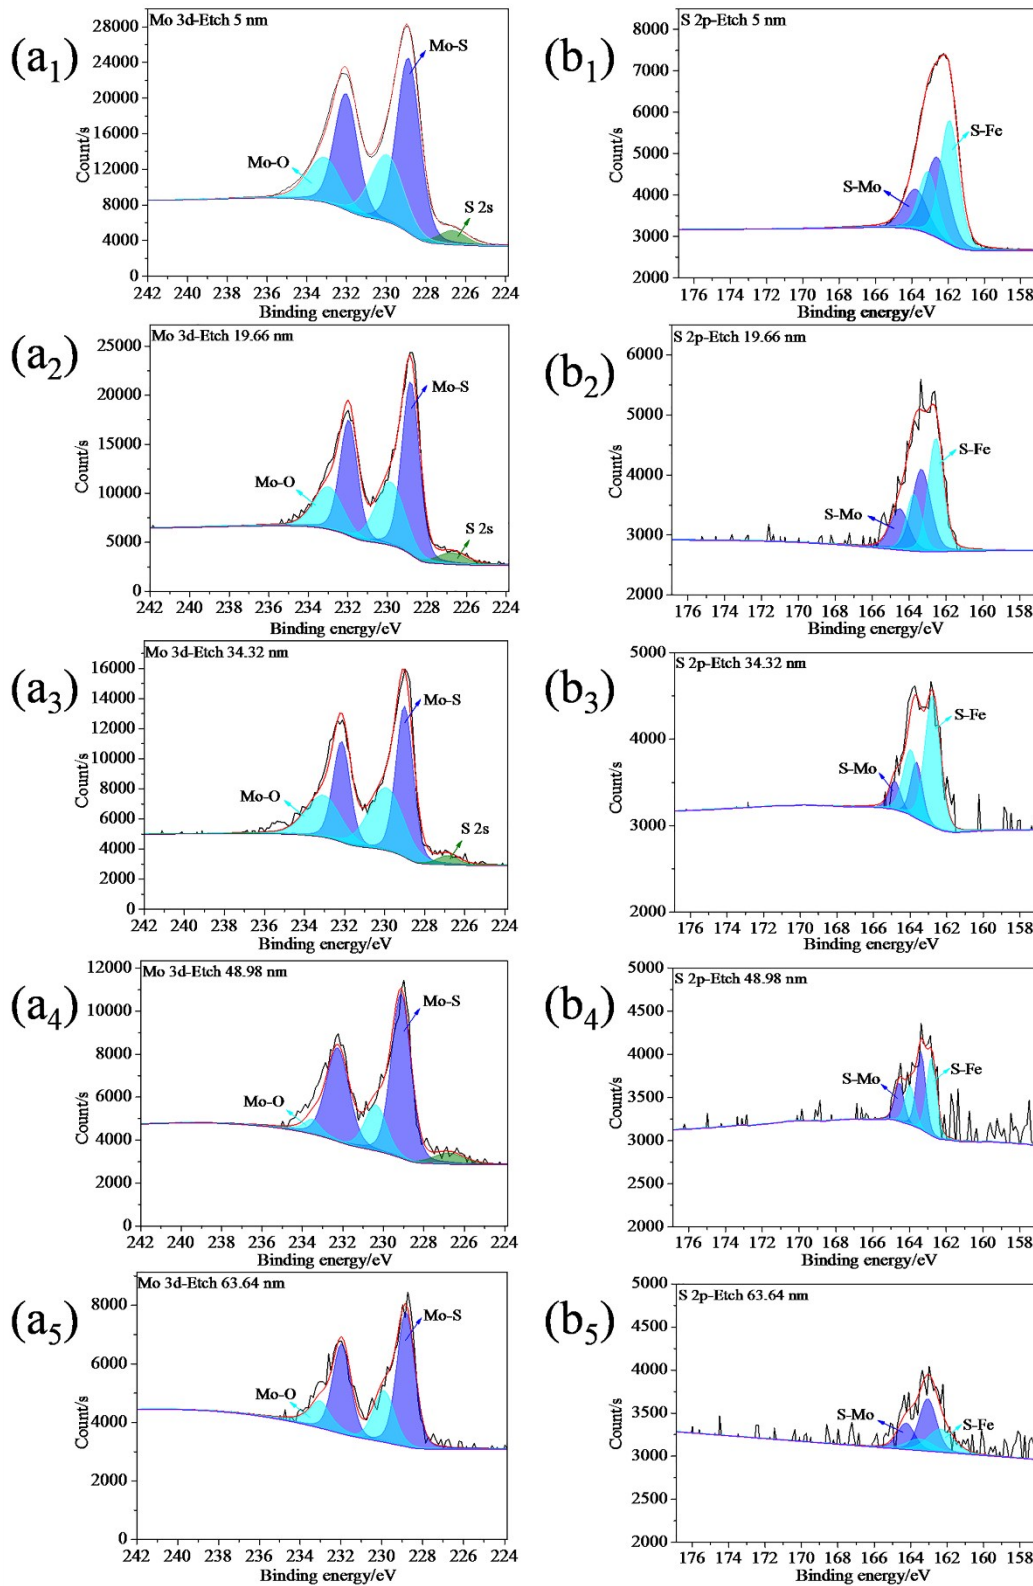 (a1)
Mo 3d-Etch 5 nm
28000
24000
20000
16000
12000
8000
4000
0
Count/s
Mo-S
Mo-O
S 2s
242 240 238 236 234 232 230 228 226 224
Binding energy/eV
(b1)
S 2p-Etch 5 nm
8000
7000
6000
5000
4000
3000
2000
Count/s
S-Fe
S-Mo
176 174 172 170 168 166 164 162 160 158
Binding energy/eV
(a2)
Mo 3d-Etch 19.66 nm
25000
20000
15000
10000
5000
0
Count/s
Mo-S
Mo-O
S 2s
242 240 238 236 234 232 230 228 226 224
Binding energy/eV
(b2)
S 2p-Etch 19.66 nm
6000
5000
4000
3000
2000
Count/s
S-Fe
S-Mo
176 174 172 170 168 166 164 162 160 158
Binding energy/eV
(a3)
Mo 3d-Etch 34.32 nm
16000
14000
12000
10000
8000
6000
4000
2000
0
Count/s
Mo-S
Mo-O
S 2s
242 240 238 236 234 232 230 228 226 224
Binding energy/eV
(b3)
S 2p-Etch 34.32 nm
5000
4000
3000
2000
Count/s
S-Fe
S-Mo
176 174 172 170 168 166 164 162 160 158
Binding energy/eV
(a4)
Mo 3d-Etch 48.98 nm
12000
10000
8000
6000
4000
2000
0
Count/s
Mo-S
Mo-O
S 2s
242 240 238 236 234 232 230 228 226 224
Binding energy/eV
(b4)
S 2p-Etch 48.98 nm
5000
4500
4000
3500
3000
2500
2000
Count/s
S-Fe
S-Mo
176 174 172 170 168 166 164 162 160 158
Binding energy/eV
(a5)
Mo 3d-Etch 63.64 nm
8000
6000
4000
2000
0
Count/s
Mo-S
Mo-O
242 240 238 236 234 232 230 228 226 224
Binding energy/eV
(b5)
S 2p-Etch 63.64 nm
5000
4500
4000
3500
3000
2500
2000
Count/s
S-Fe
S-Mo
176 174 172 170 168 166 164 162 160 158
Binding energy/eV